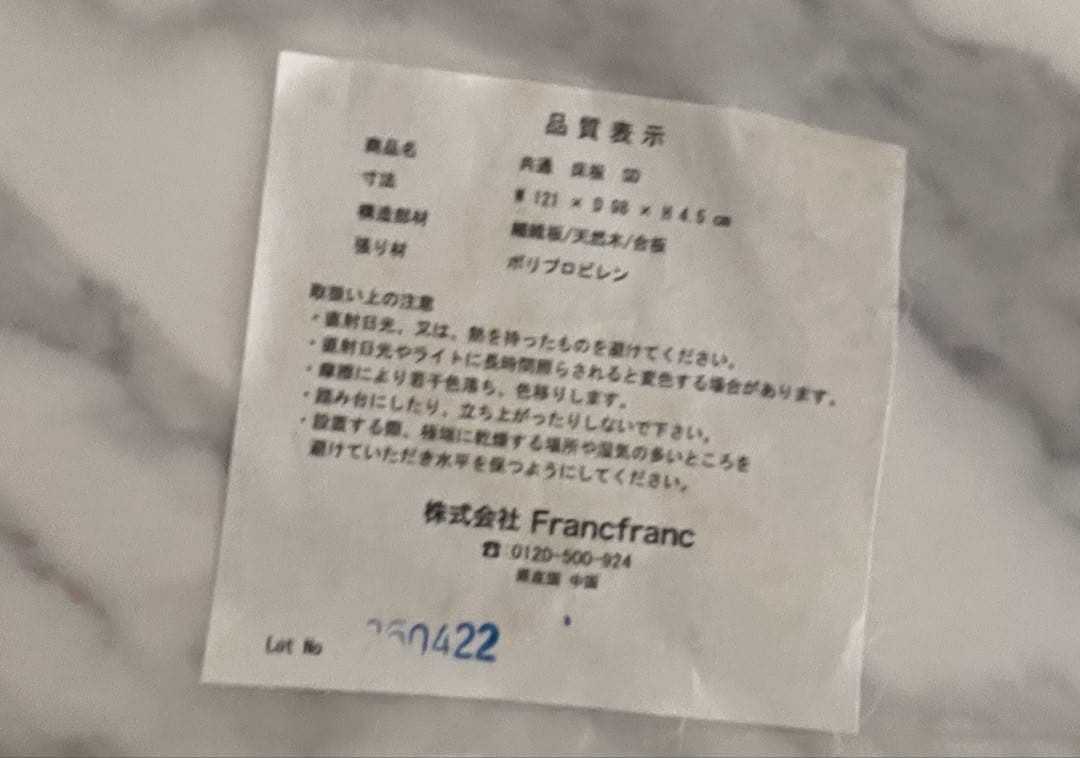 品質表示
商品名 共通 床板 SD
寸法 W 121 × D 98 × H 4.5 cm
構造部材 繊維板/天然木/合板
張り材 ポリプロピレン
取扱い上の注意
・直射日光、又は、熱を持ったものを避けてください。
・直射日光やライトに長時間照らされると変色する場合があります。
・摩擦により若干色落ち、色移りします。
・踏み台にしたり、立ち上がったりしないで下さい。
・設置する際、極端に乾燥する場所や湿気の多いところを
避けていただき水平を保つようにしてください。
株式会社 Francfranc
☎:0120-500-924
原産国 中国
Lot No 0422